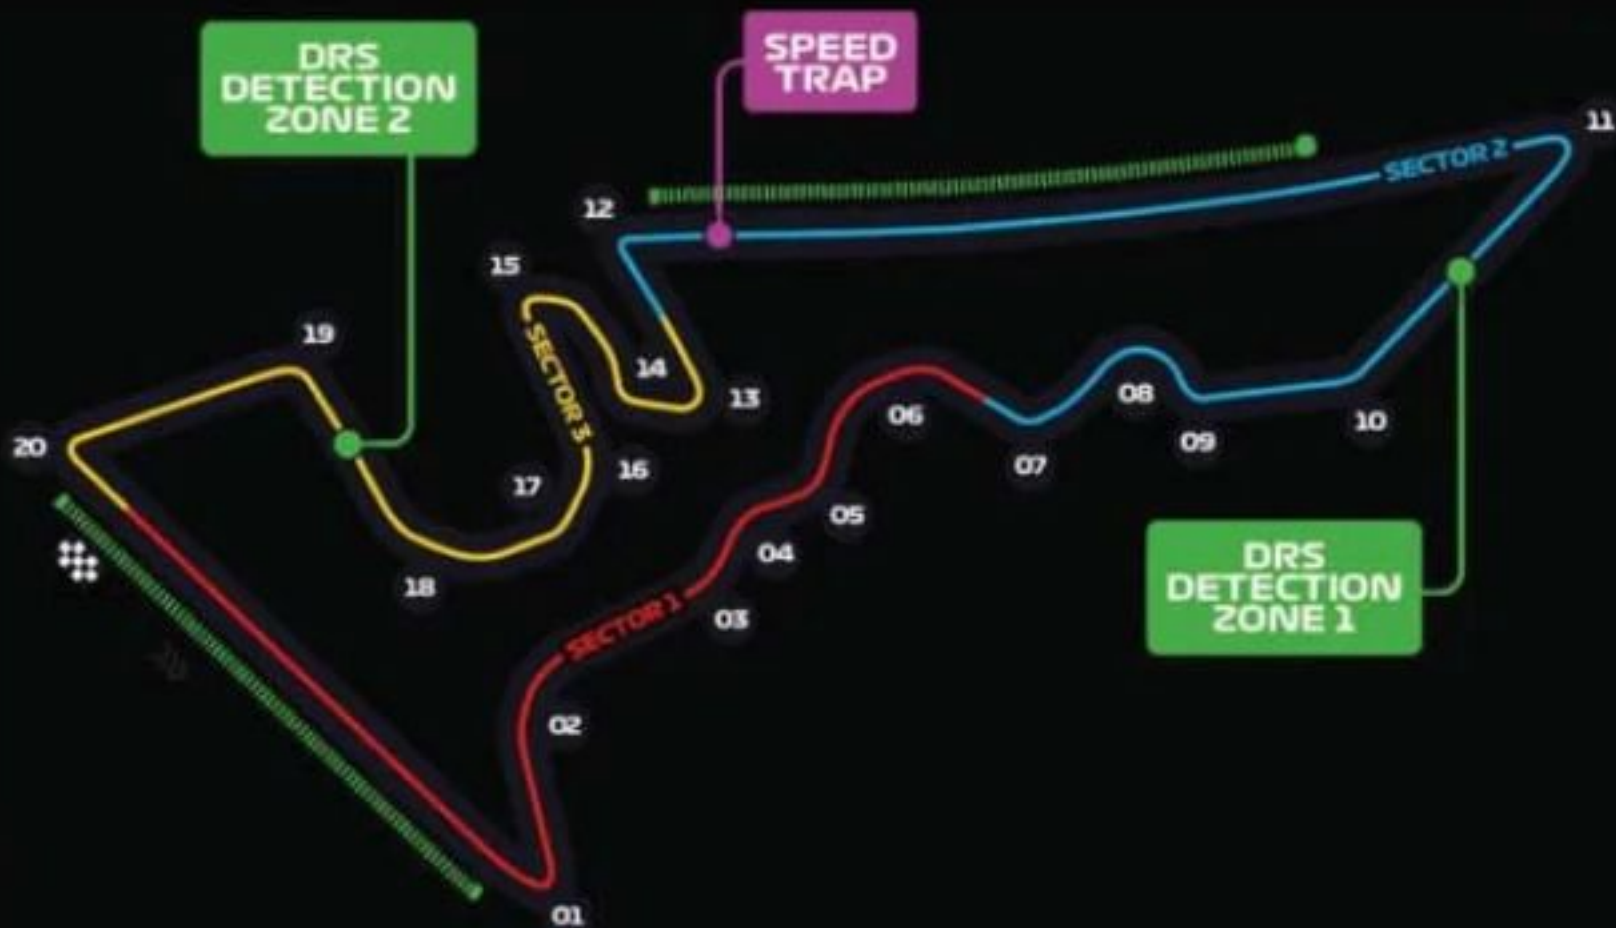 DRS
DETECTION
ZONE 2
SPEED
TRAP
11
SECTOR 2
12
15
19
SECTOR 3
14
13
08
06
10
20
09
07
16
17
05
04
18
DRS
DETECTION
ZONE 1
SECTOR 1
03
02
01